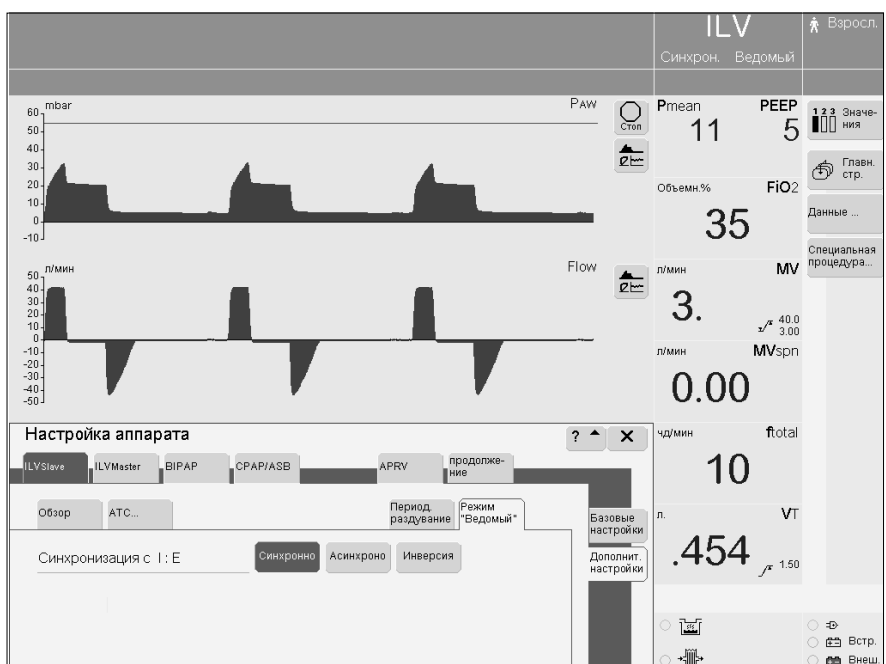 ILV
Взросл.
Синхрон. Ведомый
mbar
Paw
60
50
40
30
20
10
0
-10
Стоп
Pmean PEEP
11 5
1 2 3 Значе-
ния
Главн.
стр.
Объемн.% FiO2
35
Данные ...
Специальная
процедура...
л/мин
Flow
50
40
30
20
10
0
-10
-20
-30
-40
-50
л/мин MV
3.
40.0
3.00
л/мин MVspn
0.00
Настройка аппарата
? X
ILVSlave ILVMaster BIPAP CPAP/ASB APRV продолже-
ние
чд/мин ftotal
10
Обзор ATC... Период.
раздувание
Режим
"Ведомый"
Базовые
настройки
л. VT
.454
1.50
Синхронизация с I : E Синхронно Асинхроно Инверсия
Дополнит.
настройки
Встр.
Внеш.